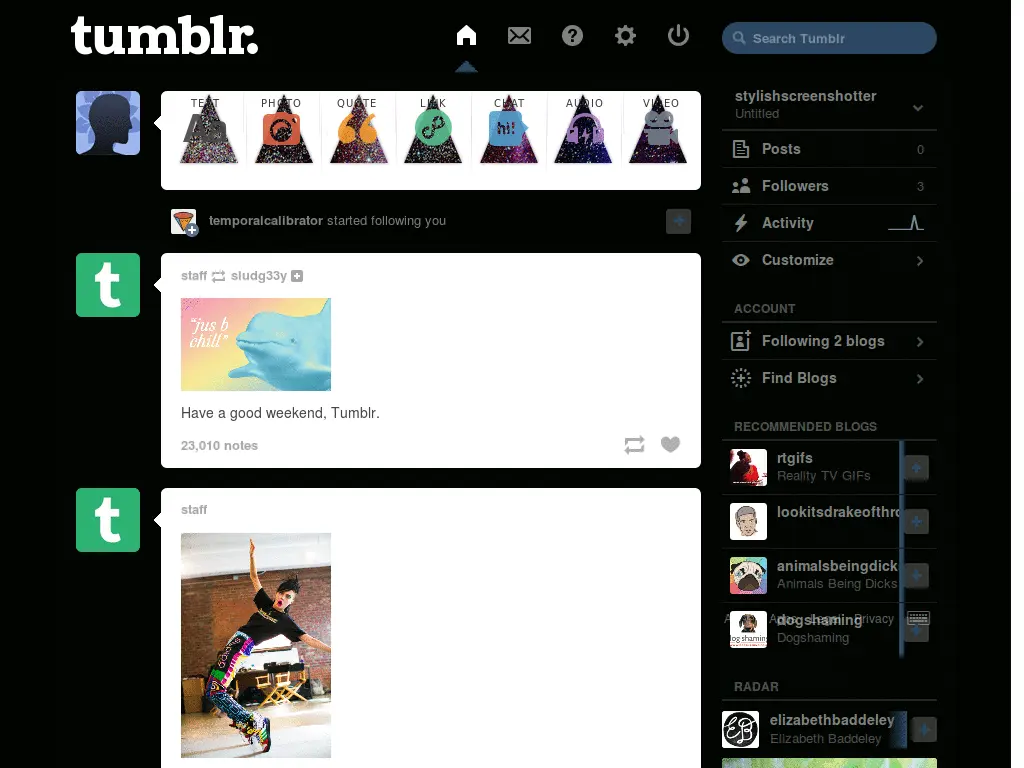 tumblr.
Search Tumblr
TEXT PHOTO QUOTE LINK CHAT AUDIO VIDEO
hi!
temporalcalibrator started following you
staff sludg33y
"jus b
chill"
Have a good weekend, Tumblr.
23,010 notes
staff
stylishscreenshotter
Untitled
Posts 0
Followers 3
Activity
Customize
ACCOUNT
Following 2 blogs
Find Blogs
RECOMMENDED BLOGS
rtgifs
Reality TV GIFs
lookitsdrakeofthro
animalsbeingdick
Animals Being Dicks
dogshaming
Privacy
Dogshaming
RADAR
elizabethbaddeley
Elizabeth Baddeley